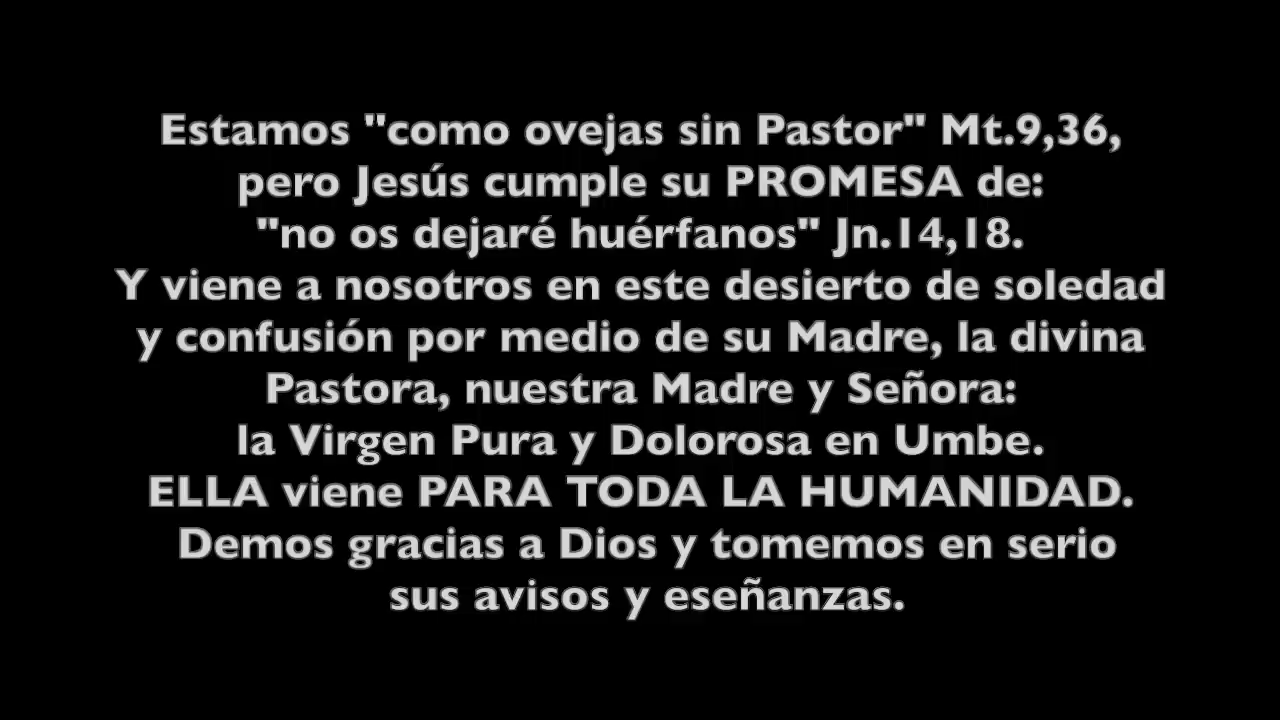 Estamos "como ovejas sin Pastor" Mt.9,36,
pero Jesús cumple su PROMESA de:
"no os dejaré huérfanos" Jn.14,18.
Y viene a nosotros en este desierto de soledad
y confusión por medio de su Madre, la divina
Pastora, nuestra Madre y Señora:
la Virgen Pura y Dolorosa en Umbe.
ELLA viene PARA TODA LA HUMANIDAD.
Demos gracias a Dios y tomemos en serio
sus avisos y eseñanzas.